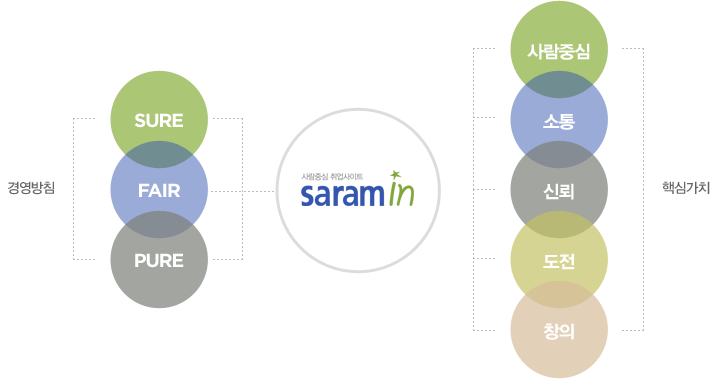 경영방침
SURE
FAIR
PURE
사람중심 취업사이트
saramin
사람중심
소통
신뢰
도전
창의
핵심가치